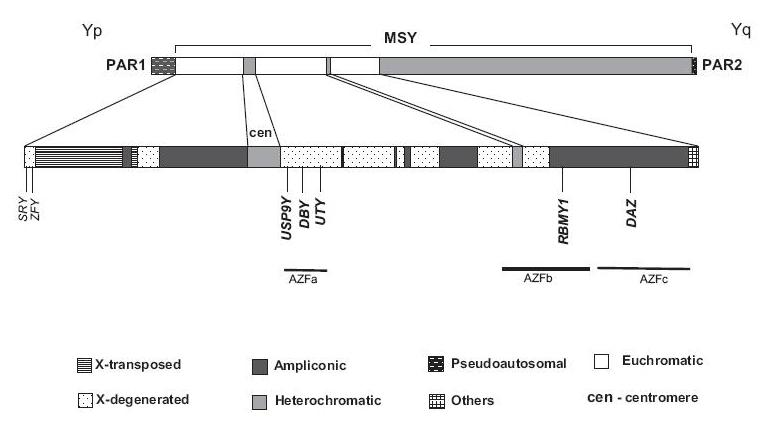 Yp Yq
MSY
PAR1 PAR2
cen
SRY
ZFY
USP9Y
DBY
UTY
RBMY1
DAZ
AZFa AZFb AZFc
X-transposed Ampliconic Pseudoautosomal Euchromatic
X-degenerated Heterochromatic Others cen - centromere